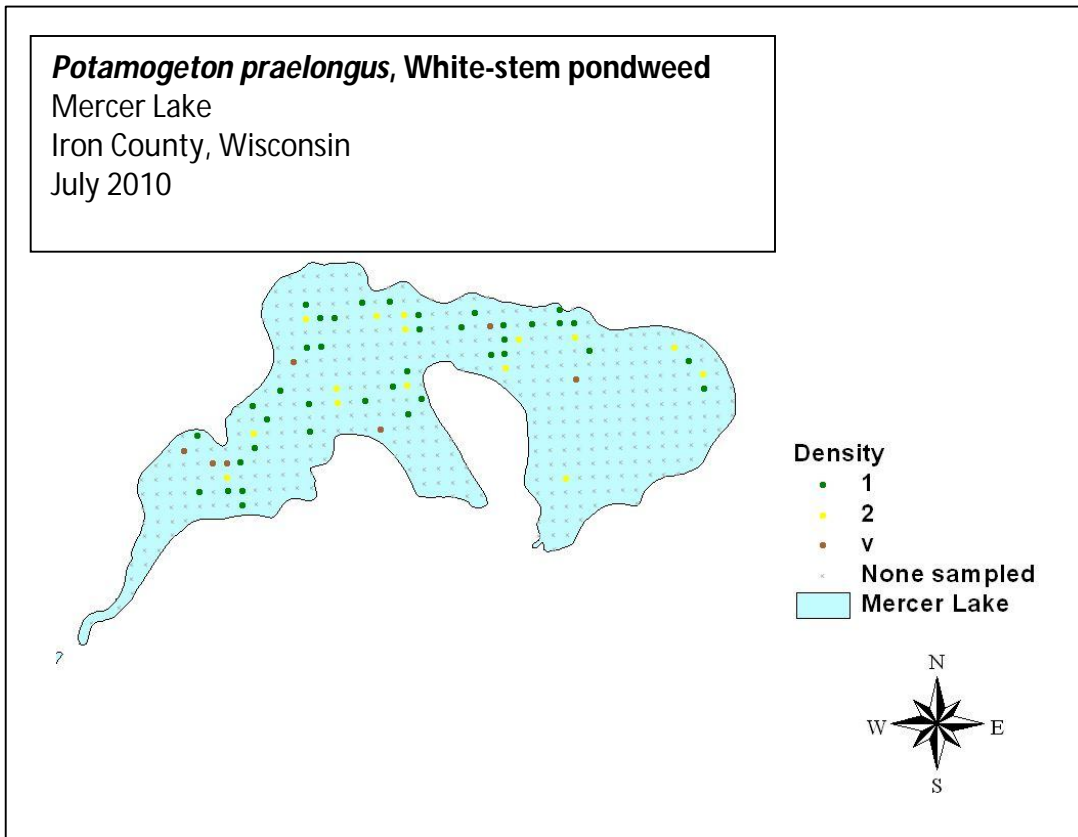 Potamogeton praelongus, White-stem pondweed
Mercer Lake
Iron County, Wisconsin
July 2010
Density
1
2
v
None sampled
Mercer Lake
N
W E
S